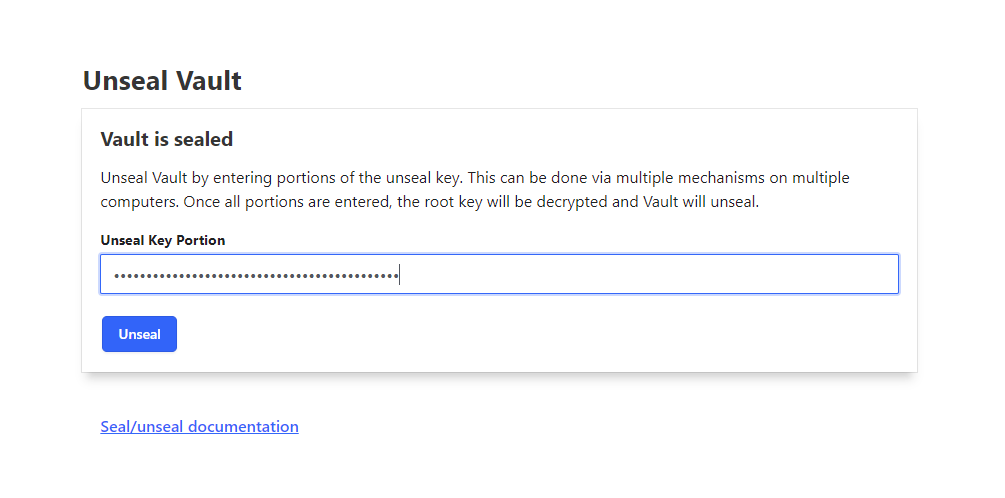 Unseal Vault
Vault is sealed
Unseal Vault by entering portions of the unseal key. This can be done via multiple mechanisms on multiple
computers. Once all portions are entered, the root key will be decrypted and Vault will unseal.
Unseal Key Portion
••••••••••••••••••••••••••••••••••••••••••••
Unseal
Seal/unseal documentation